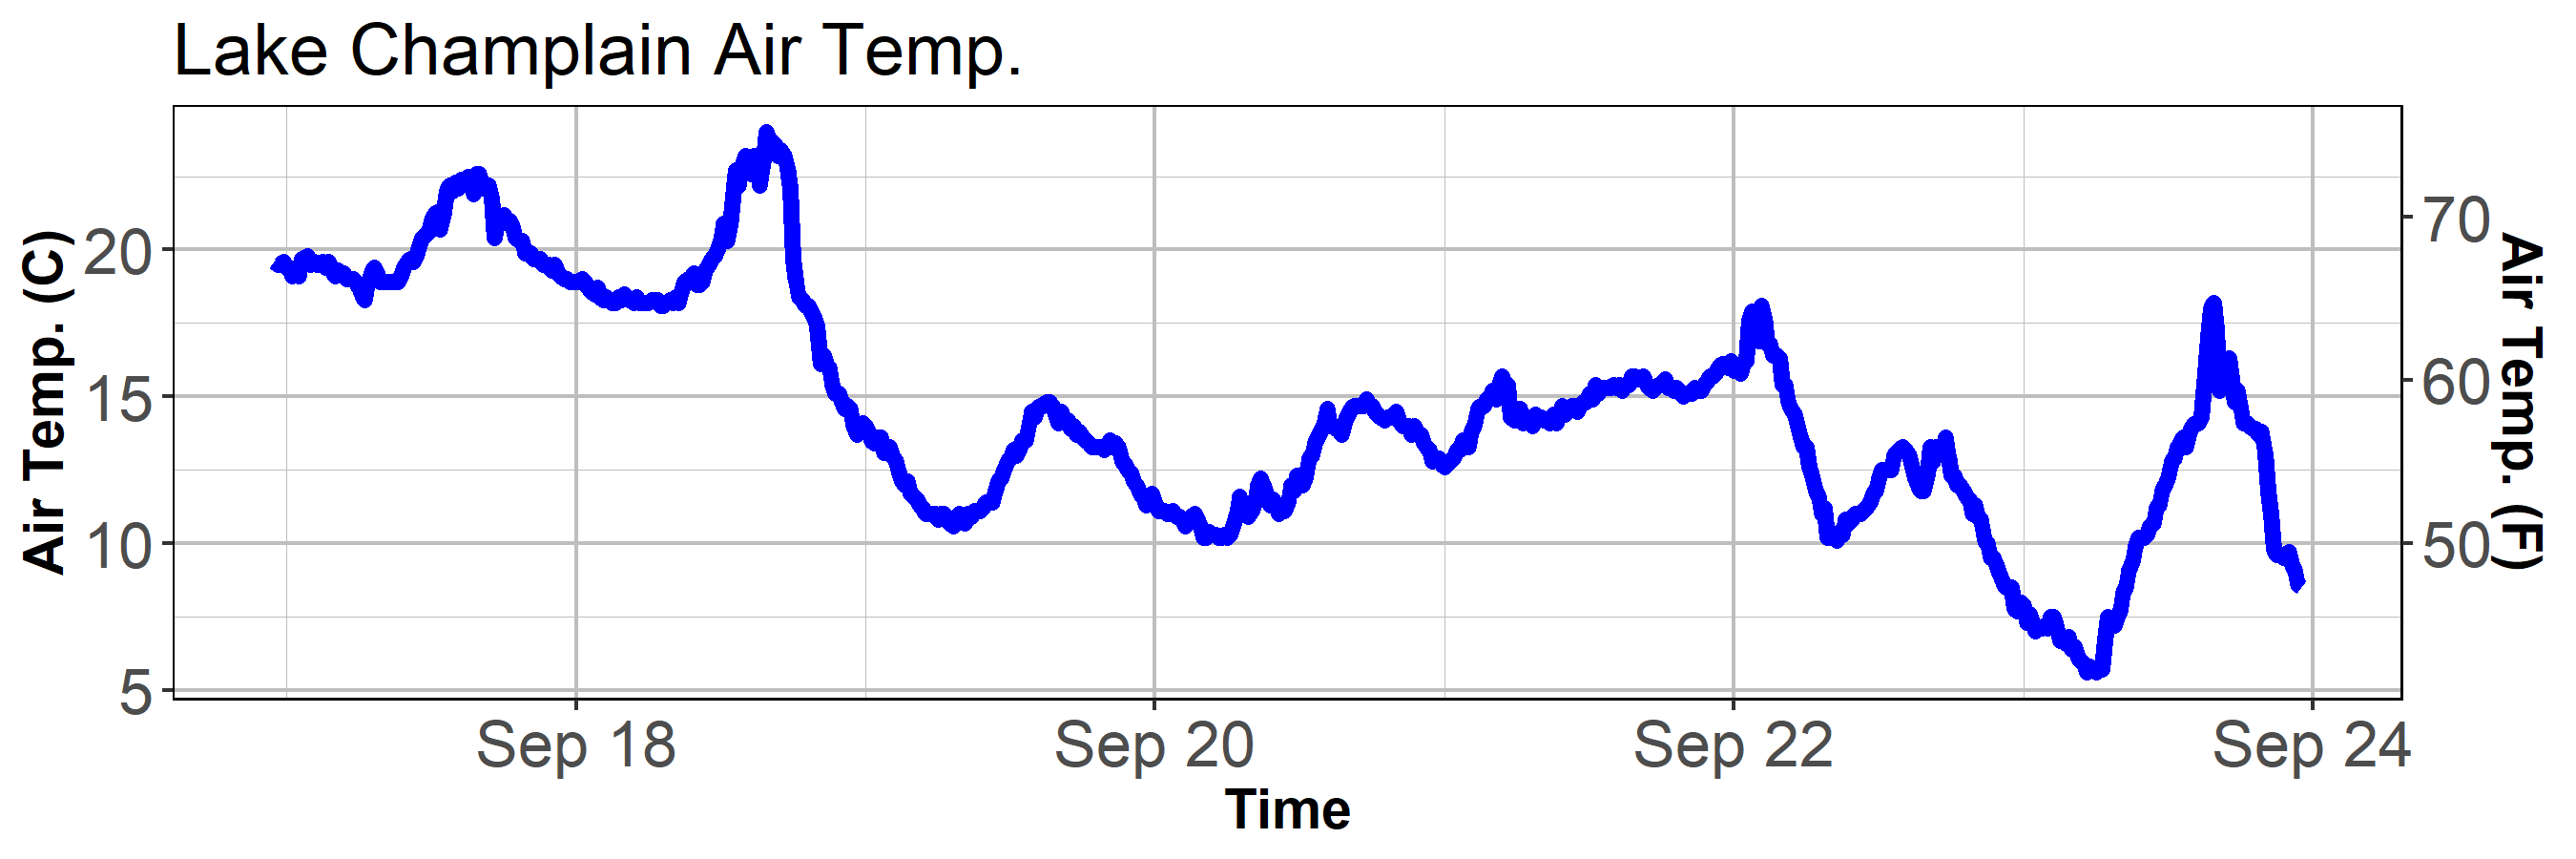 Lake Champlain Air Temp.
Air Temp. (C)
20
15
10
5
70
60
50
Air Temp. (F)
Sep 18
Sep 20
Sep 22
Sep 24
Time